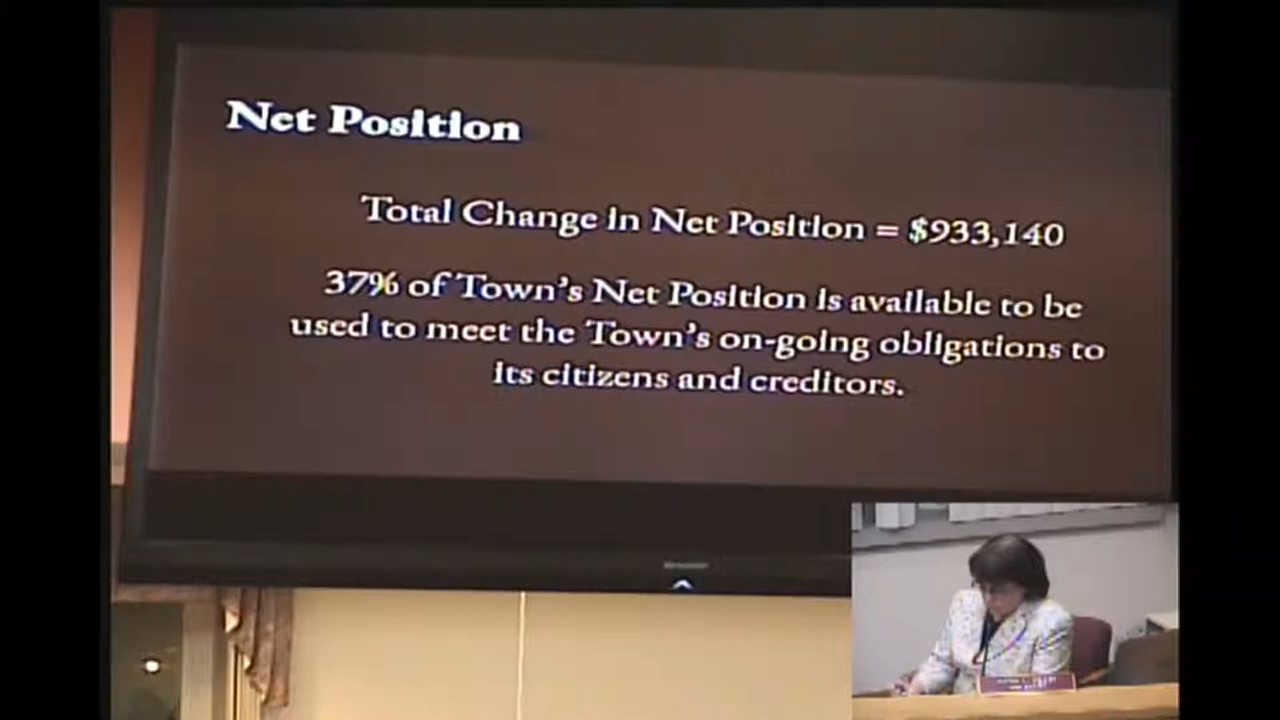 Net Position
Total Change in Net Position = $933,140
37% of Town's Net Position is available to be
used to meet the Town's on-going obligations to
its citizens and creditors.